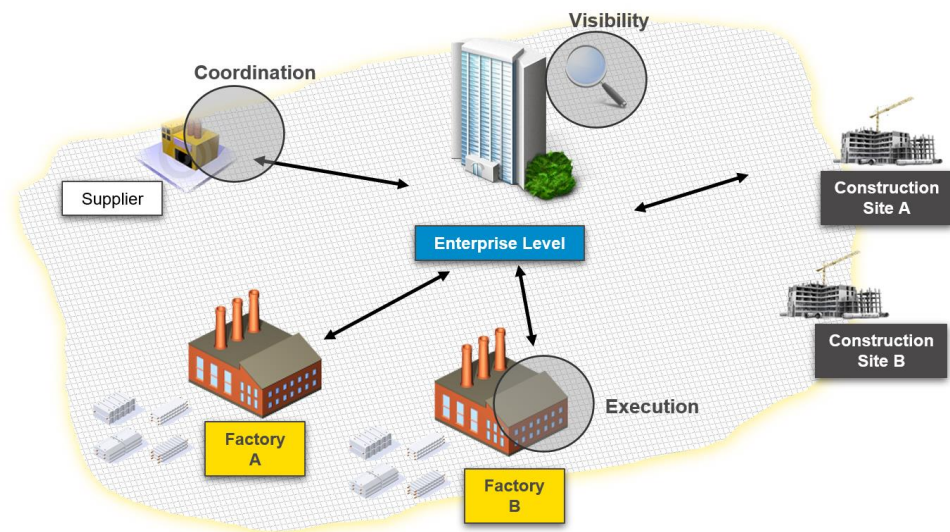 Visibility
Coordination
Supplier
Construction
Site A
Enterprise Level
Construction
Site B
Execution
Factory
A
Factory
B